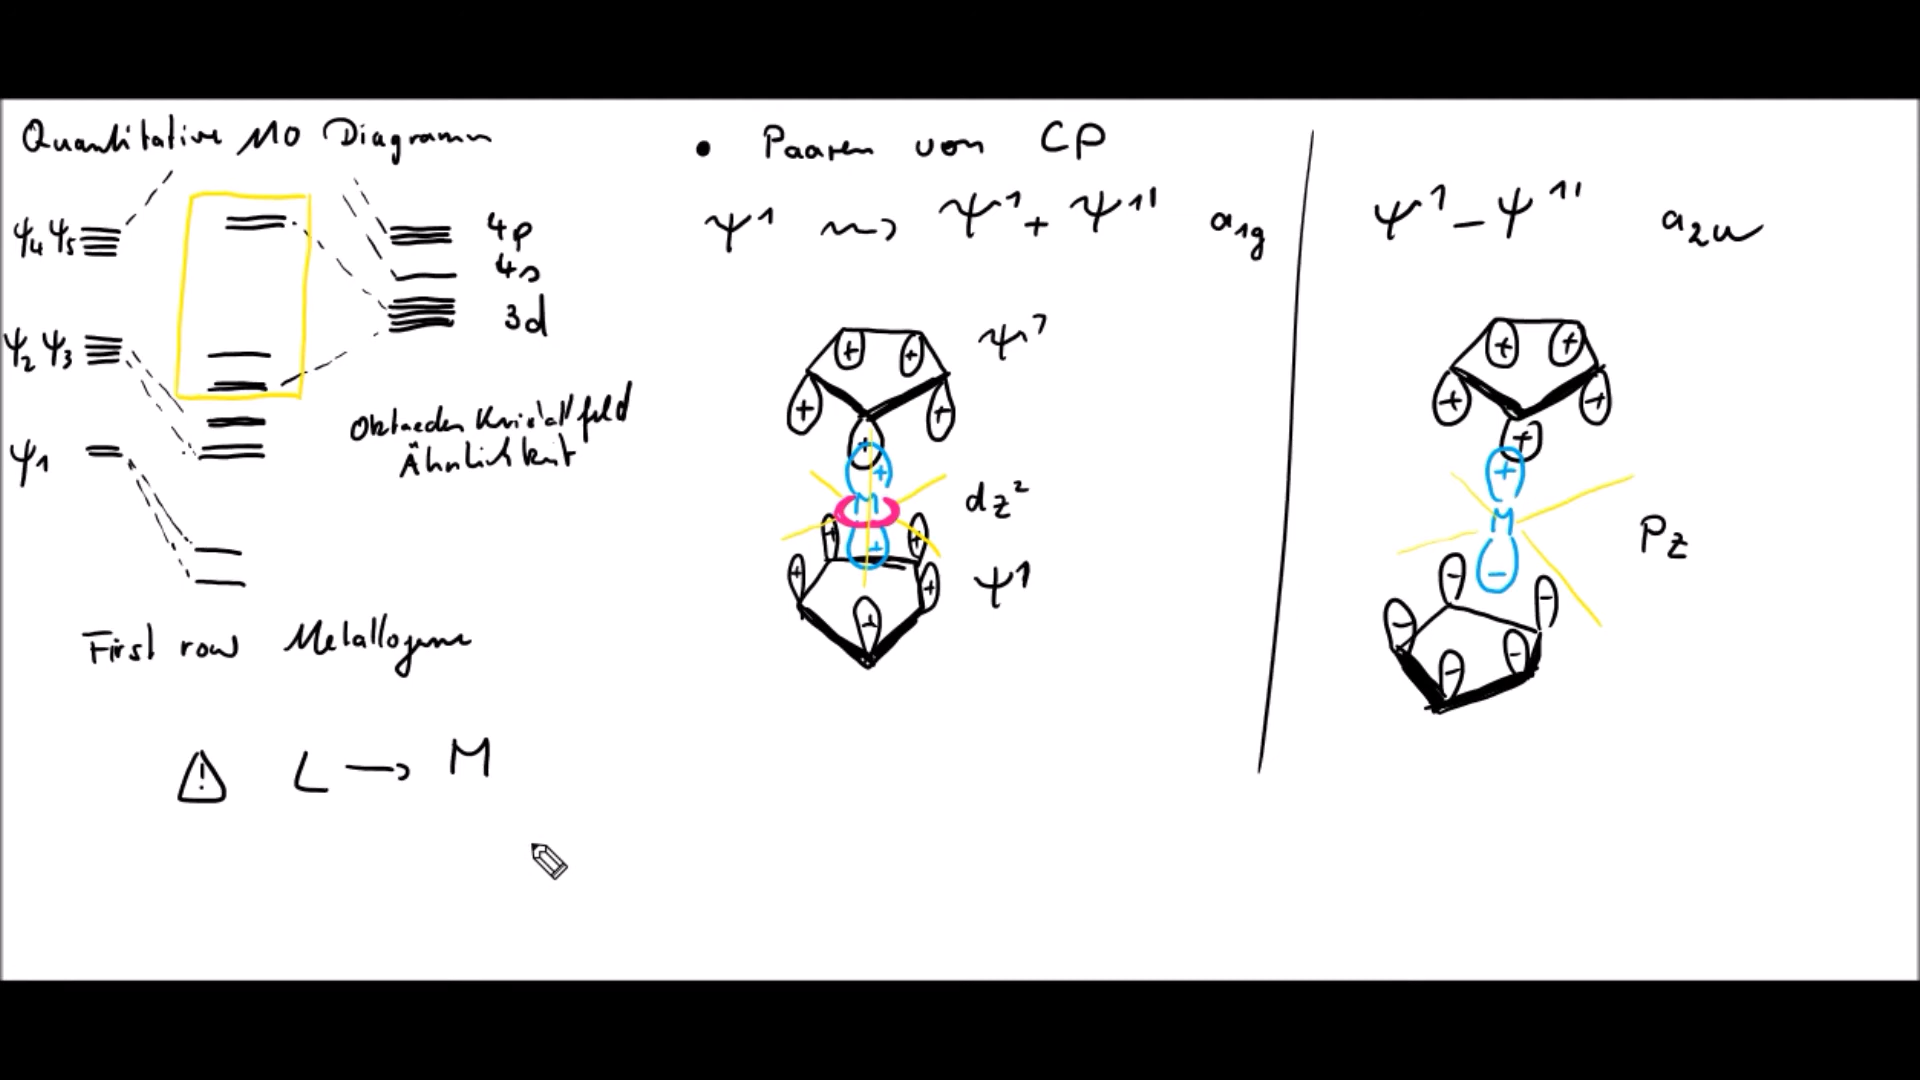 Quantitative MO Diagramm
ψ4 ψ5
4p
4s
3d
ψ2 ψ3
ψ1
Oktaeder Kristallfeld
Ähnlichkeit
First row Metallogene
⚠ L → M
• Paaren von CP
ψ1 ⇝ ψ1 + ψ1' a1g
ψ1
+ + + + +
+
M
+
dz²
+ + + + +
ψ1
ψ1 - ψ1' a2u
+ + + + +
+
M
-
Pz
- - - - -